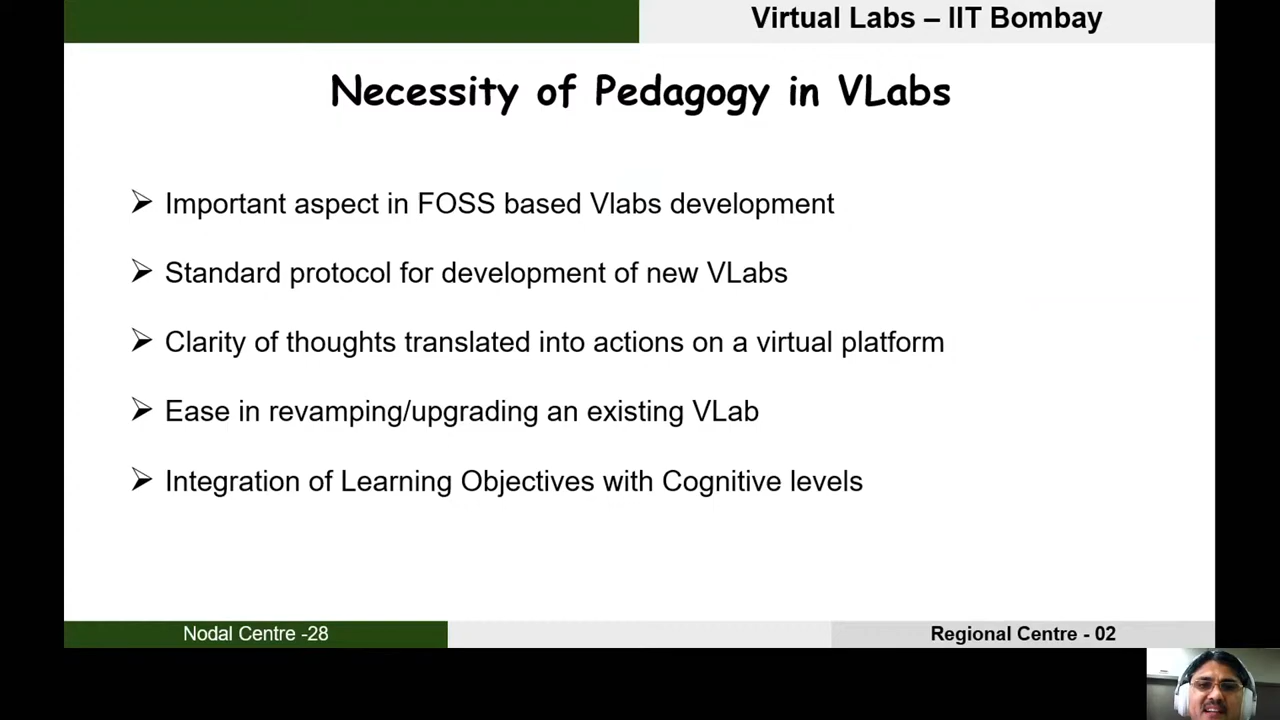 Virtual Labs – IIT Bombay
Necessity of Pedagogy in VLabs
➢ Important aspect in FOSS based Vlabs development
➢ Standard protocol for development of new VLabs
➢ Clarity of thoughts translated into actions on a virtual platform
➢ Ease in revamping/upgrading an existing VLab
➢ Integration of Learning Objectives with Cognitive levels
Nodal Centre -28
Regional Centre - 02